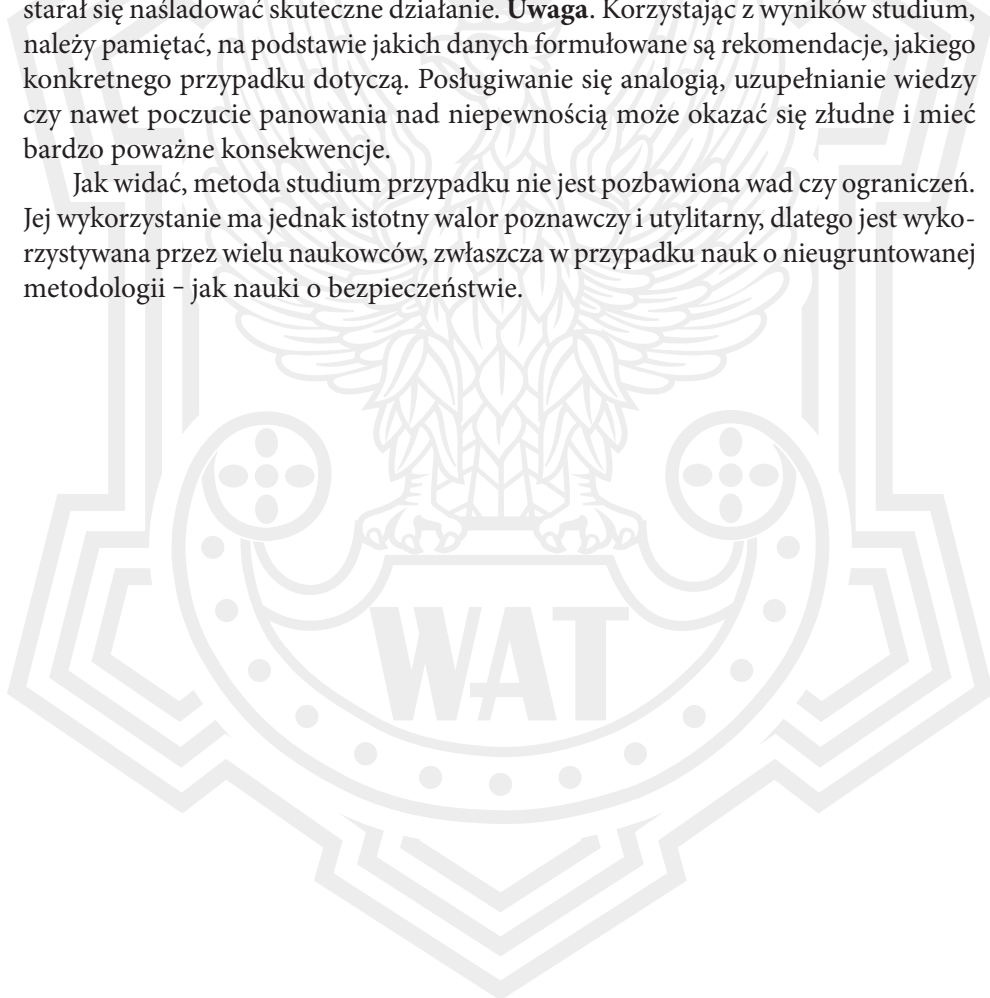 starał się naśladować skuteczne działanie. Uwaga. Korzystając z wyników studium,
należy pamiętać, na podstawie jakich danych formułowane są rekomendacje, jakiego
konkretnego przypadku dotyczą. Posługiwanie się analogią, uzupełnianie wiedzy
czy nawet poczucie panowania nad niepewnością może okazać się złudne i mieć
bardzo poważne konsekwencje.
Jak widać, metoda studium przypadku nie jest pozbawiona wad czy ograniczeń.
Jej wykorzystanie ma jednak istotny walor poznawczy i utylitarny, dlatego jest wyko-
rzystywana przez wielu naukowców, zwłaszcza w przypadku nauk o nieugruntowanej
metodologii – jak nauki o bezpieczeństwie.
WAT